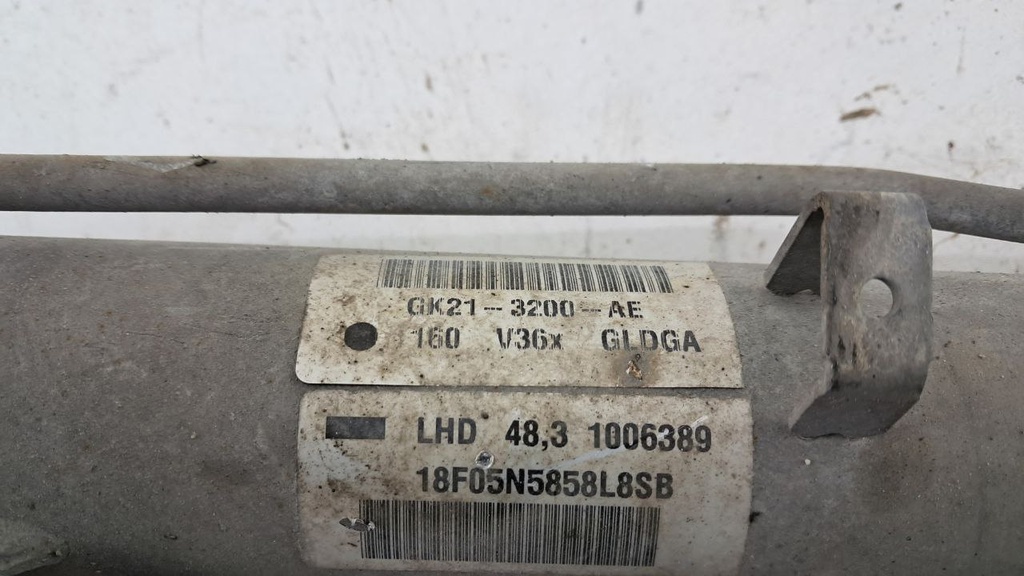 GK21-3200-AE
160 V36x GLDGA
LHD 48,3 1006389
18F05N5858L8SB